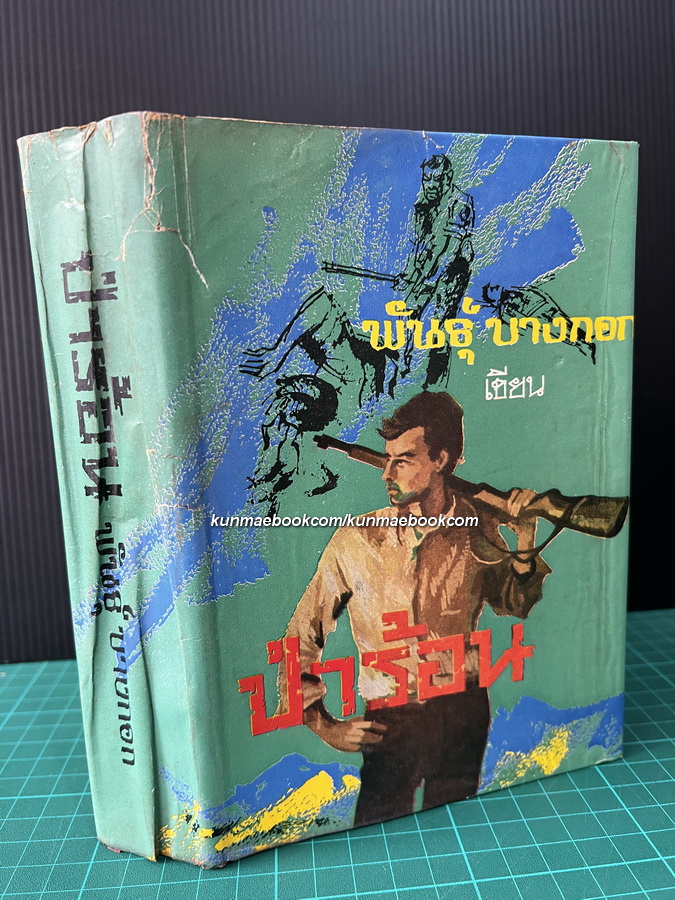 พันธุ์ บางกอก
เขียน
kunmaebookcom/kunmaebookcom
ป่าร้อน
ป่าร้อน พันธุ์ บางกอก